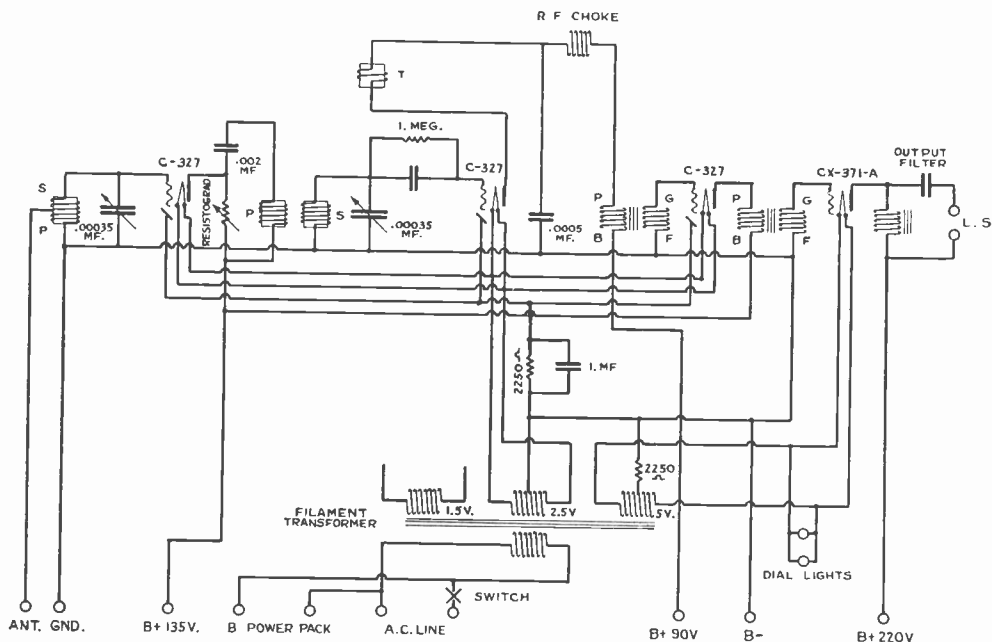 R F CHOKE
T
1. MEG.
C-327
.002
MF
C-327
C-327
CX-371-A
OUTPUT
FILTER
S
P
.00035
MF.
RESISTOGRAD
P
S
.00035
MF.
.0005
MF.
P
B
G
F
P
B
G
F
L.S
2250 Ω
1. MF
2250
Ω
FILAMENT
TRANSFORMER
1.5V.
2.5V
5V.
DIAL LIGHTS
SWITCH
ANT. GND.
B+ 135V.
B POWER PACK
A.C. LINE
B+ 90V
B-
B+ 220V